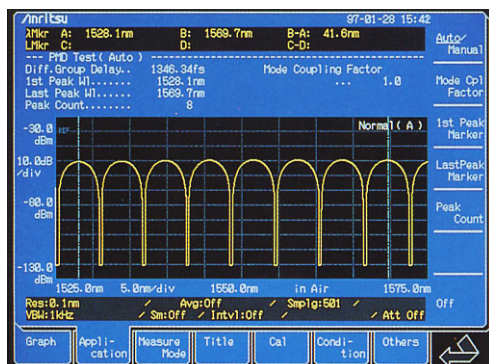 Anritsu 97-01-28 15:42
λMkr A: 1528.1nm B: 1569.7nm B-A: 41.6nm
LMkr C: D: C-D:
Auto/
Manual
--- PMD Test( Auto ) ---
Diff.Group Delay.. 1346.34fs Mode Coupling Factor
1st Peak Wl...... 1528.1nm ... 1.0
Last Peak Wl..... 1569.7nm
Peak Count....... 8
Mode Cpl
Factor
1st Peak
Marker
LastPeak
Marker
Peak
Count
Off
-30.0
dBm
REF
Normal( A )
10.0dB
/div
-80.0
dBm
-130.0
dBm
1525.0nm 5.0nm/div 1550.0nm in Air 1575.0nm
Res:0.1nm / Avg:Off / Smplg:501 /
VBW:1kHz / Sm:Off / Intvl:Off / / Att Off
Graph
Appli-
cation
Measure
Mode
Title
Cal
Condi-
tion
Others